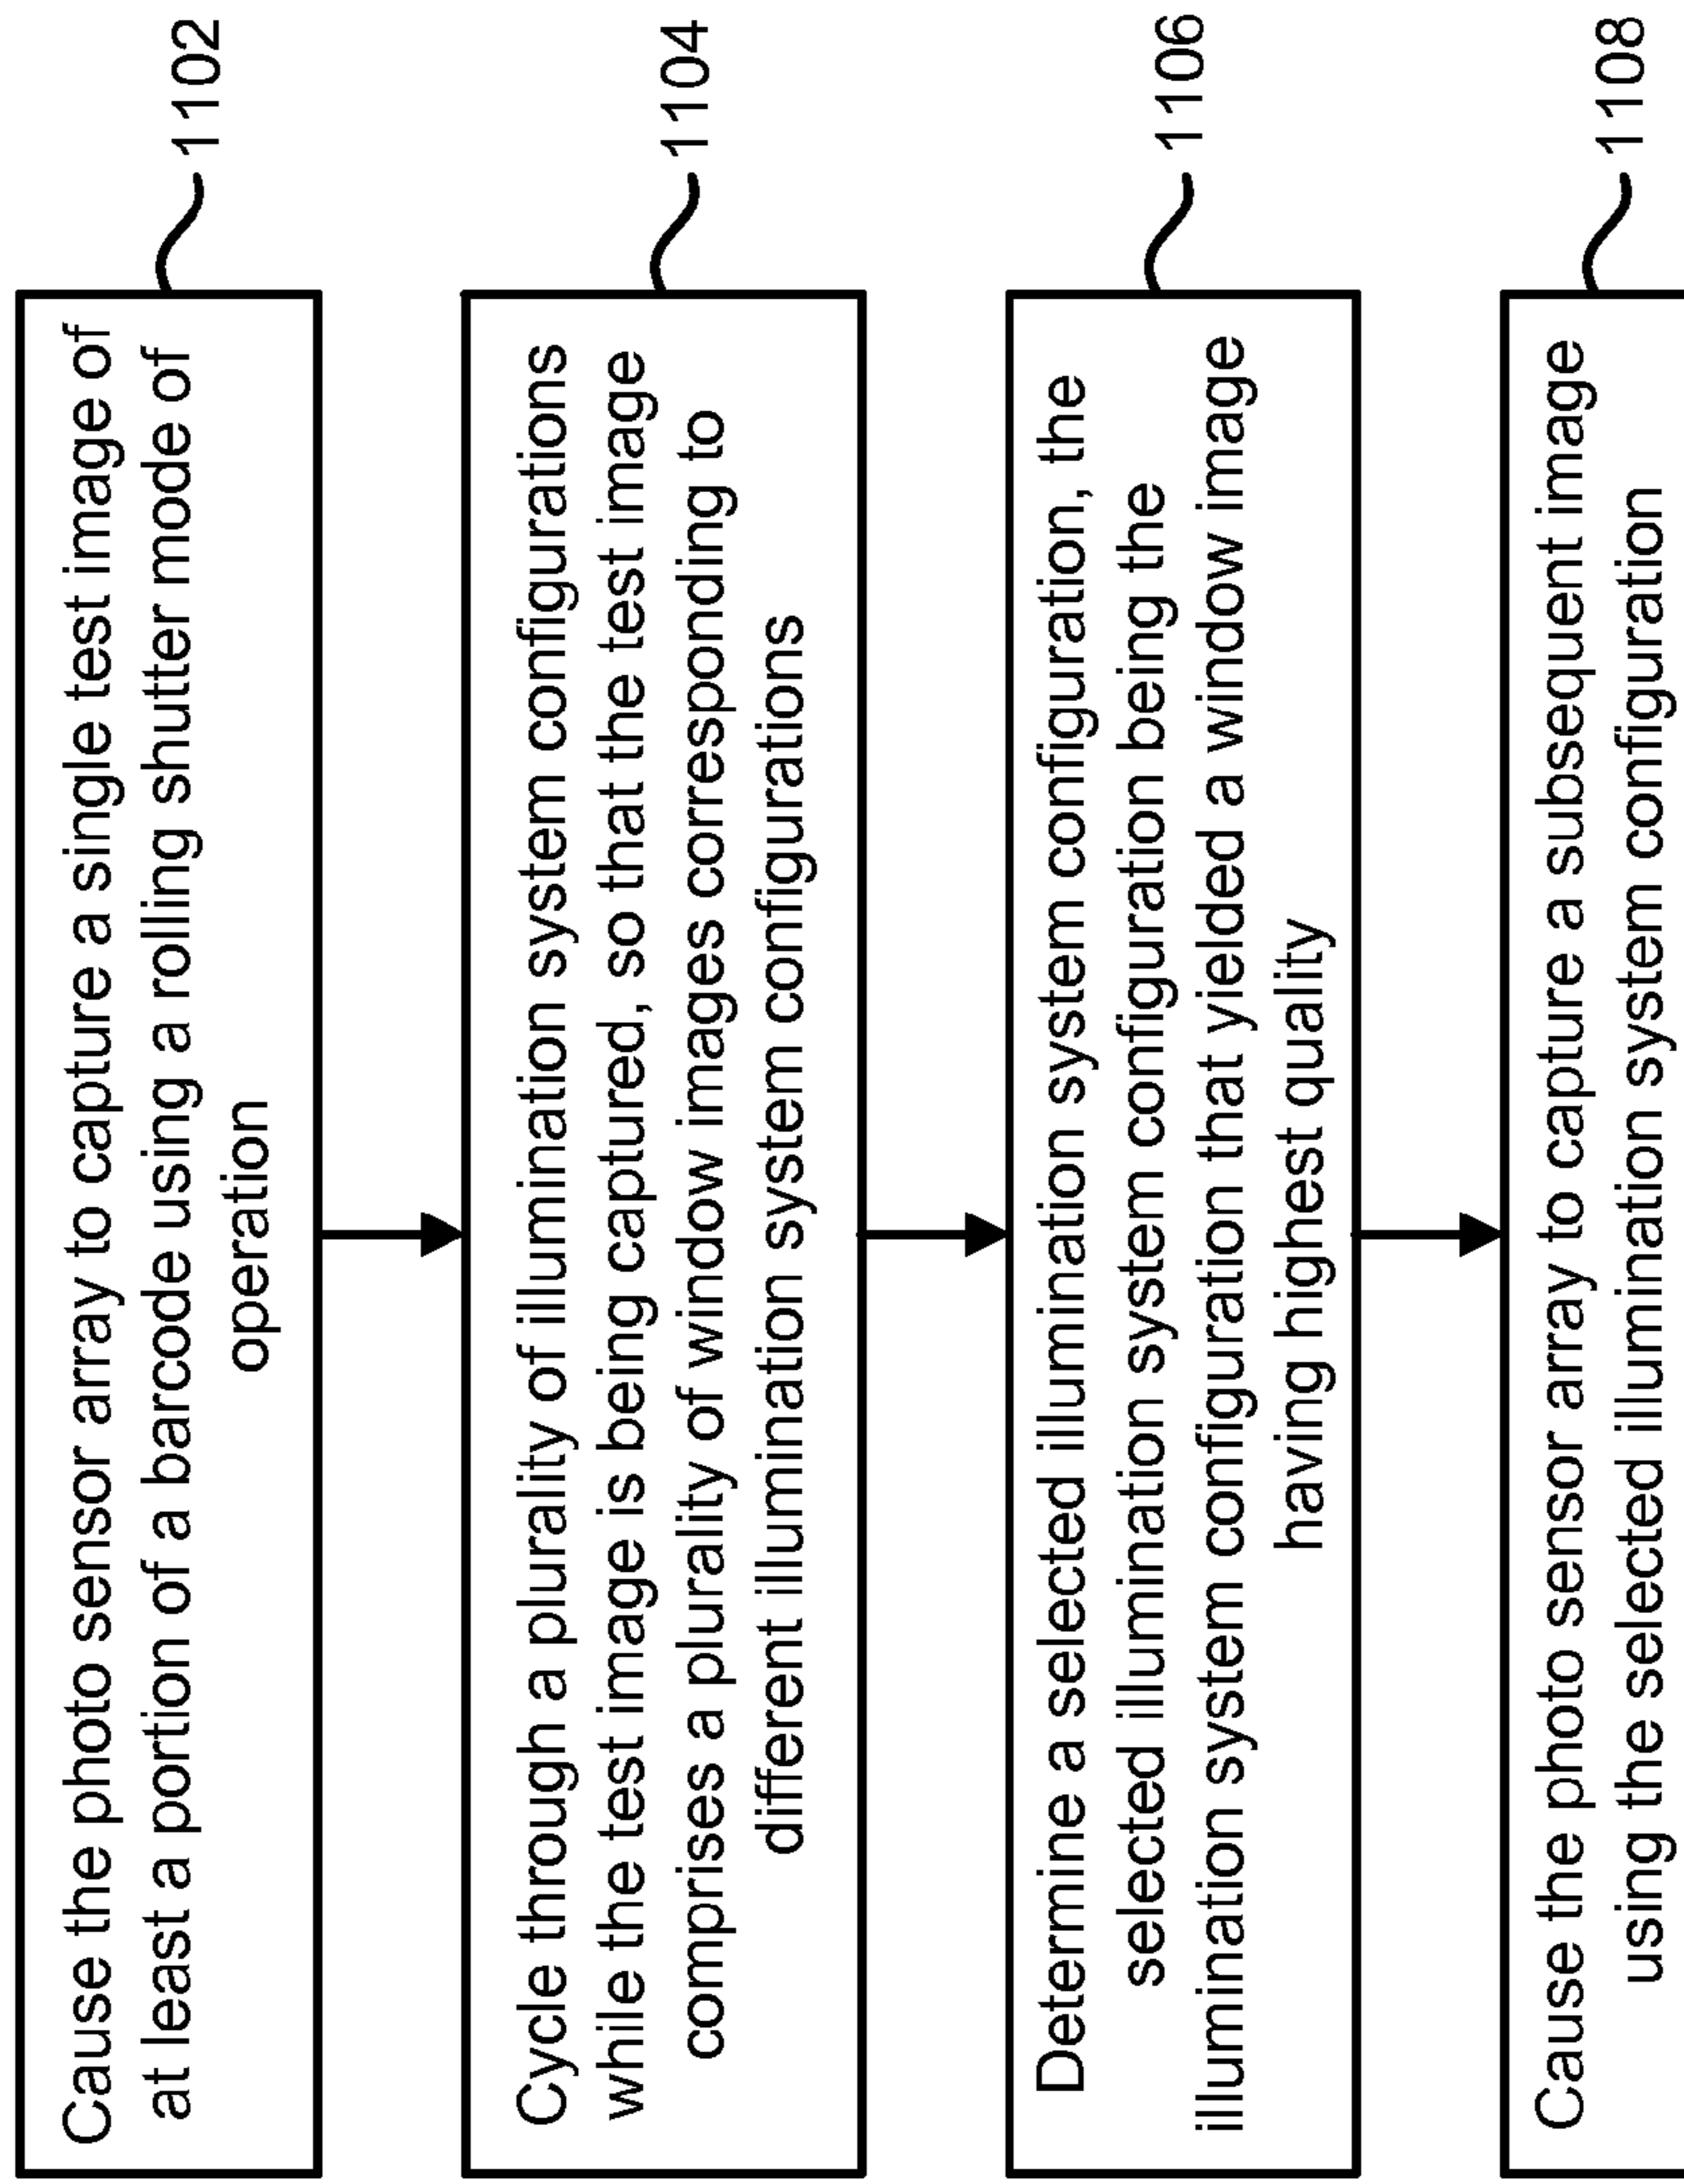 Cause the photo sensor array to capture a single test image of
at least a portion of a barcode using a rolling shutter mode of
operation
1102
Cycle through a plurality of illumination system configurations
while the test image is being captured, so that the test image
comprises a plurality of window images corresponding to
different illumination system configurations
1104
Determine a selected illumination system configuration, the
selected illumination system configuration being the
illumination system configuration that yielded a window image
having highest quality
1106
Cause the photo sensor array to capture a subsequent image
using the selected illumination system configuration
1108